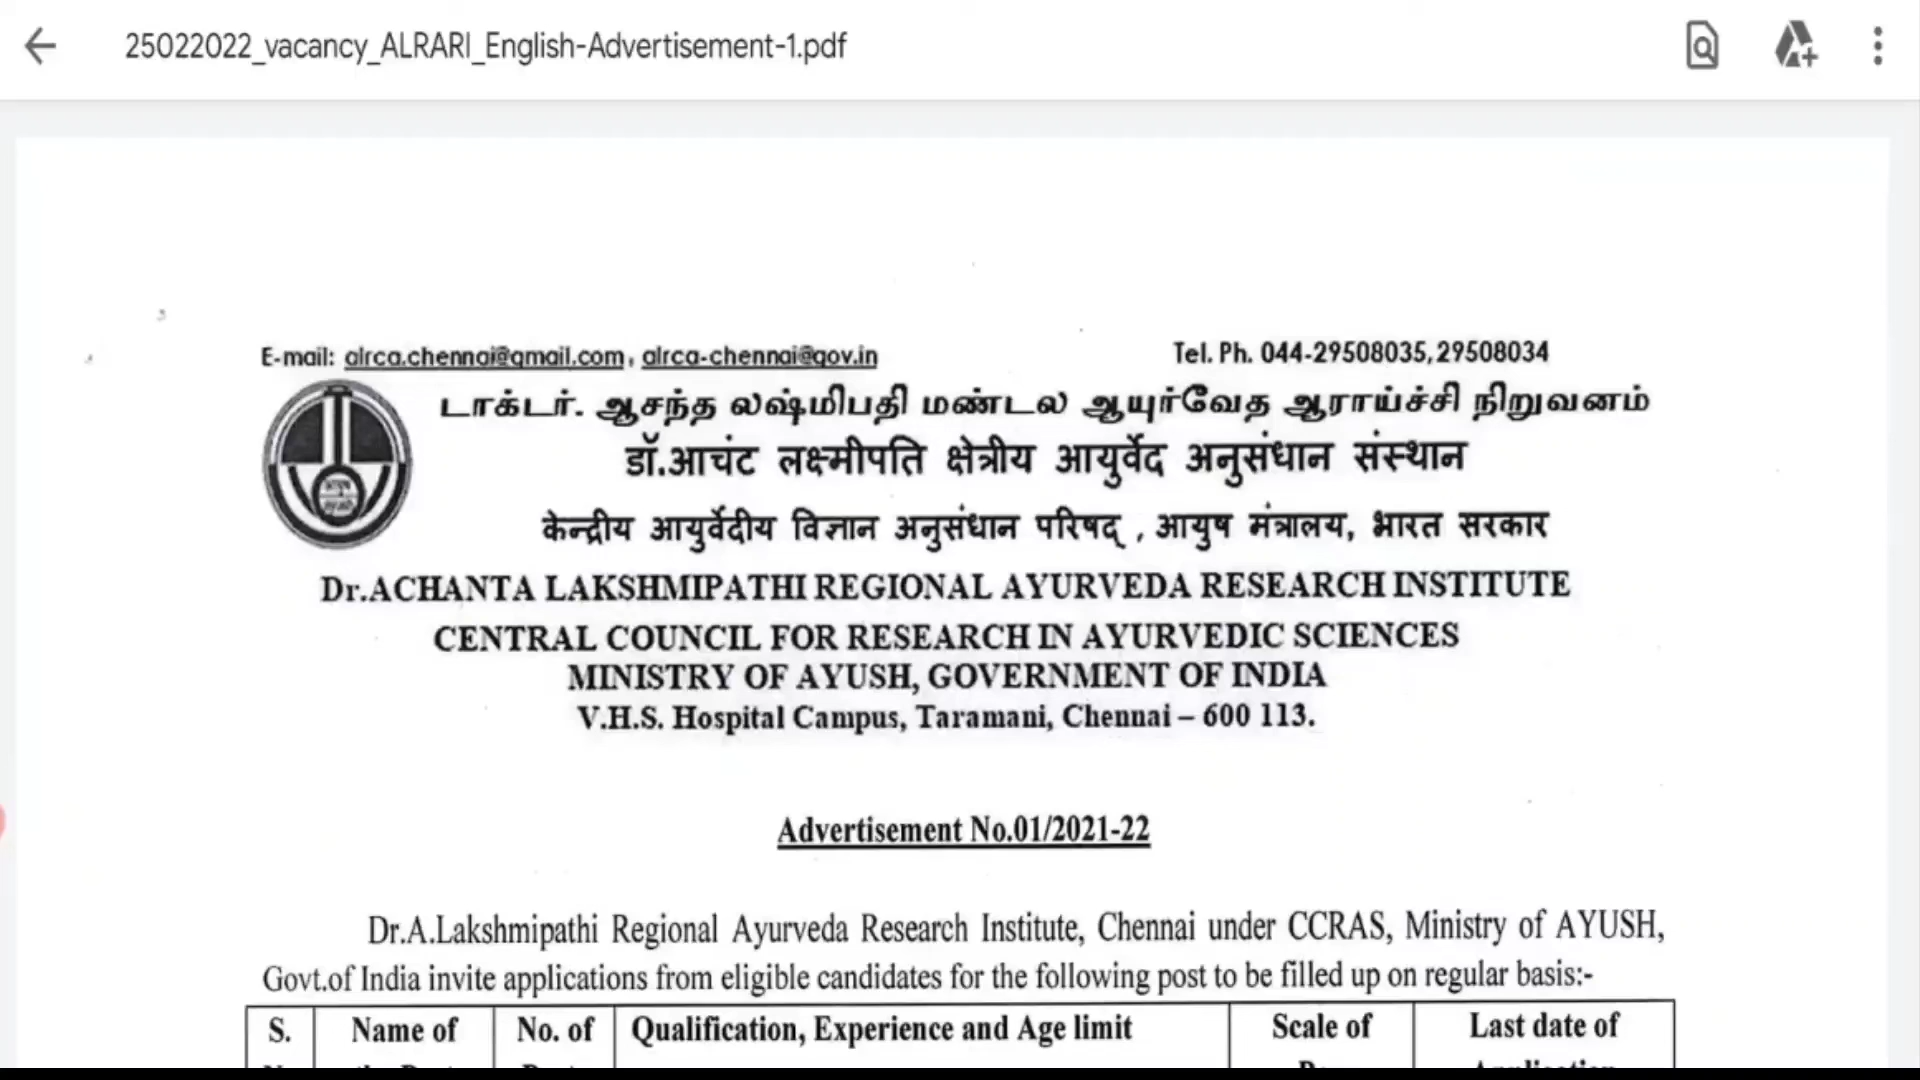 25022022_vacancy_ALRARI_English-Advertisement-1.pdf
E-mail: alrca.chennai@gmail.com, alrca-chennai@gov.in
Tel. Ph. 044-29508035,29508034
டாக்டர். ஆசந்த லஷ்மிபதி மண்டல ஆயுர்வேத ஆராய்ச்சி நிறுவனம்
डॉ.आचंट लक्ष्मीपति क्षेत्रीय आयुर्वेद अनुसंधान संस्थान
केन्द्रीय आयुर्वेदीय विज्ञान अनुसंधान परिषद् , आयुष मंत्रालय, भारत सरकार
Dr.ACHANTA LAKSHMIPATHI REGIONAL AYURVEDA RESEARCH INSTITUTE
CENTRAL COUNCIL FOR RESEARCH IN AYURVEDIC SCIENCES
MINISTRY OF AYUSH, GOVERNMENT OF INDIA
V.H.S. Hospital Campus, Taramani, Chennai – 600 113.
Advertisement No.01/2021-22
Dr.A.Lakshmipathi Regional Ayurveda Research Institute, Chennai under CCRAS, Ministry of AYUSH,
Govt.of India invite applications from eligible candidates for the following post to be filled up on regular basis:-
S. Name of No. of Qualification, Experience and Age limit Scale of Last date of